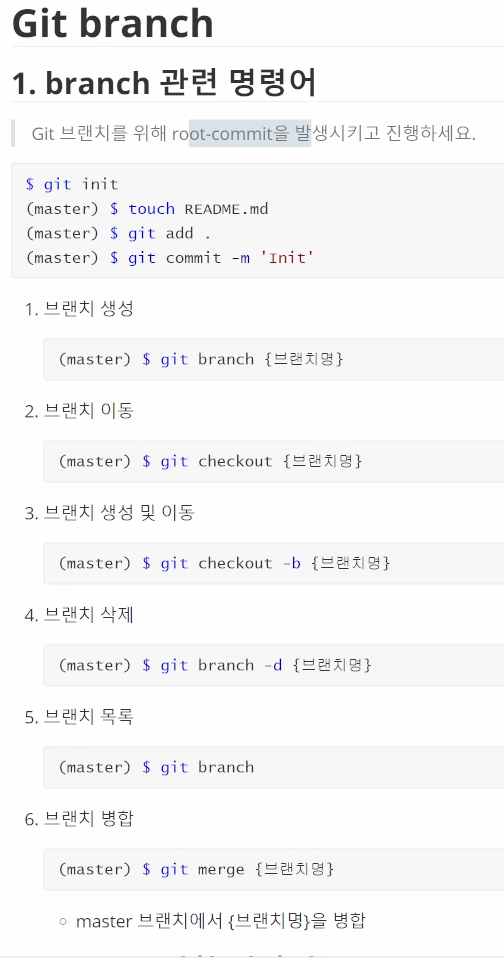 Git branch
1. branch 관련 명령어
Git 브랜치를 위해 root-commit을 발생시키고 진행하세요.
$ git init
(master) $ touch README.md
(master) $ git add .
(master) $ git commit -m 'Init'
1. 브랜치 생성
(master) $ git branch {브랜치명}
2. 브랜치 이동
(master) $ git checkout {브랜치명}
3. 브랜치 생성 및 이동
(master) $ git checkout -b {브랜치명}
4. 브랜치 삭제
(master) $ git branch -d {브랜치명}
5. 브랜치 목록
(master) $ git branch
6. 브랜치 병합
(master) $ git merge {브랜치명}
○ master 브랜치에서 {브랜치명}을 병합